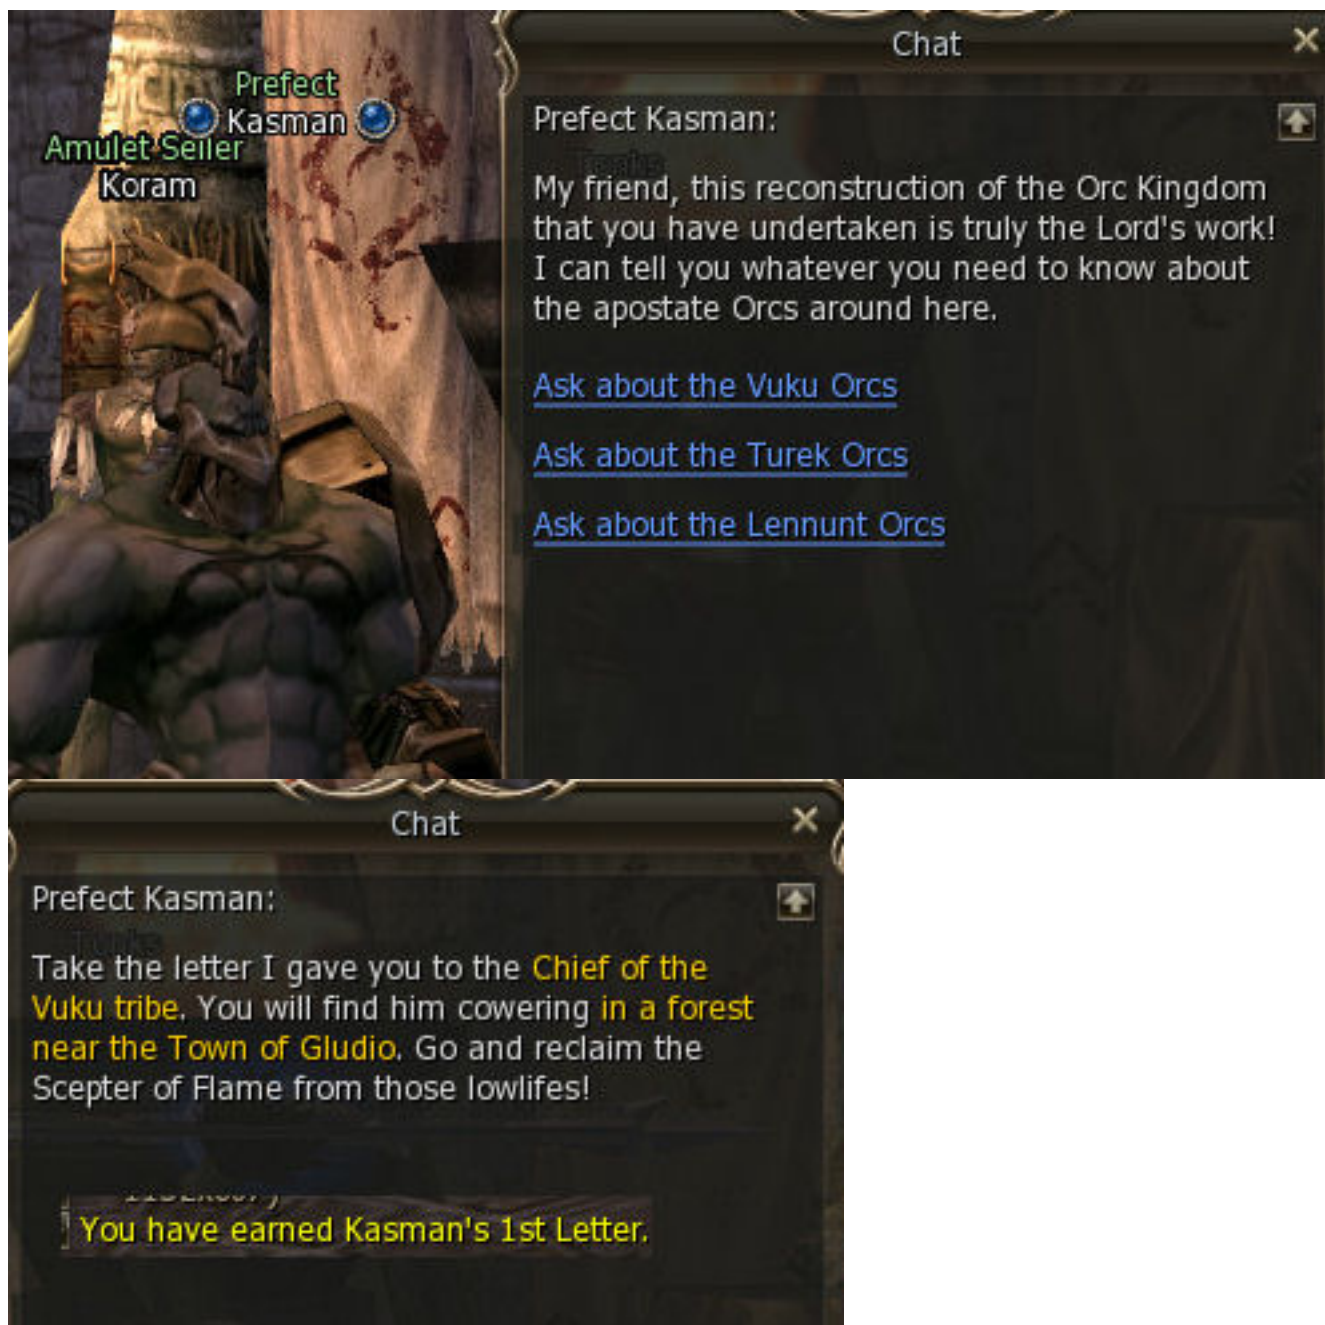 Prefect
Kasman
Amulet Seller
Koram
Chat
Prefect Kasman:
My friend, this reconstruction of the Orc Kingdom
that you have undertaken is truly the Lord's work!
I can tell you whatever you need to know about
the apostate Orcs around here.
Ask about the Vuku Orcs
Ask about the Turek Orcs
Ask about the Lennunt Orcs
Chat
Prefect Kasman:
Take the letter I gave you to the Chief of the
Vuku tribe. You will find him cowering in a forest
near the Town of Gludio. Go and reclaim the
Scepter of Flame from those lowlifes!
You have earned Kasman's 1st Letter.